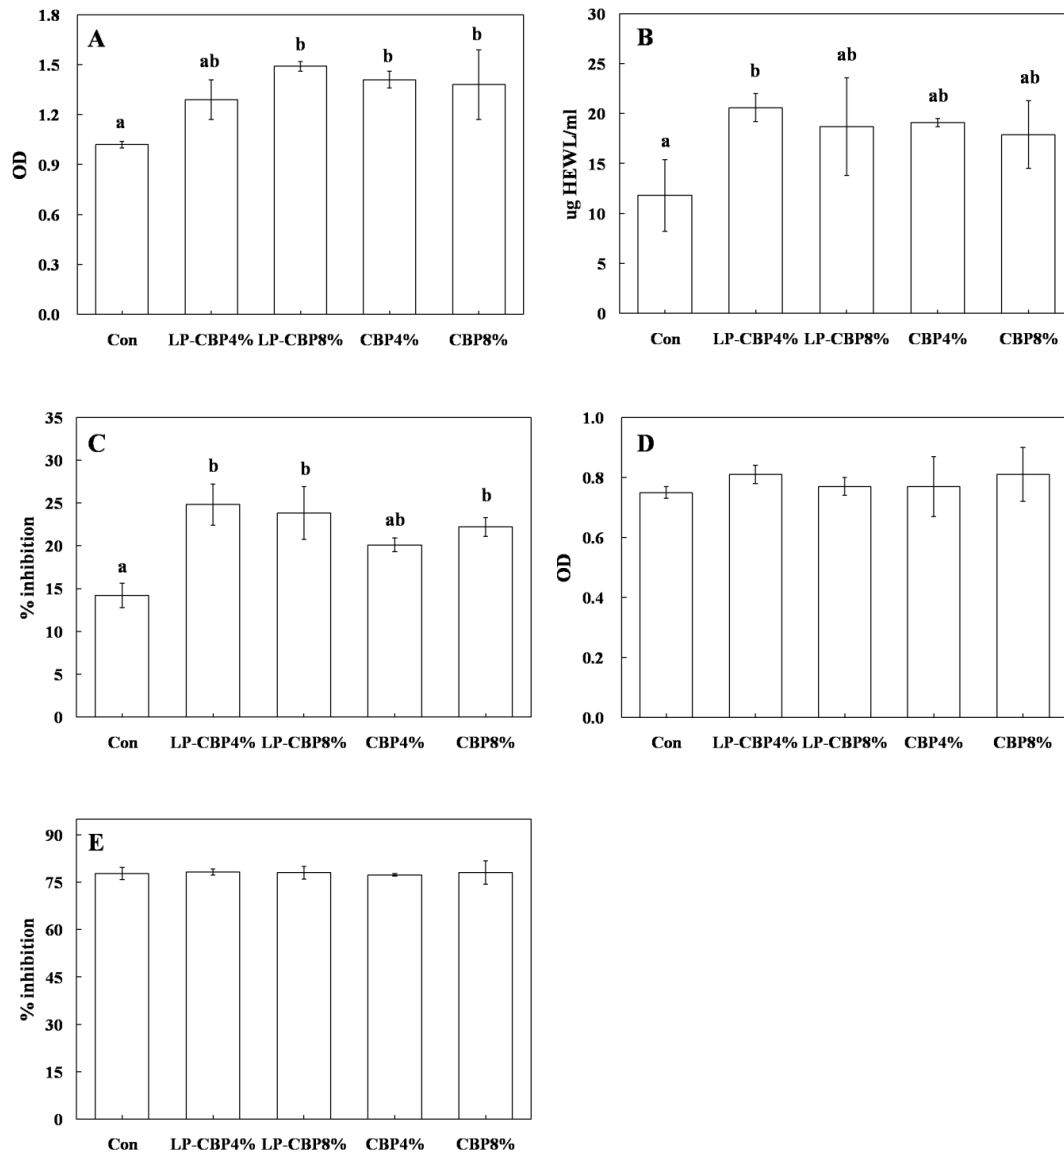 A
OD
1.8
1.5
1.2
0.9
0.6
0.3
0.0
a
ab
b
b
b
Con LP-CBP4% LP-CBP8% CBP4% CBP8%
B
ug HEWL/ml
30
25
20
15
10
5
0
a
b
ab
ab
ab
Con LP-CBP4% LP-CBP8% CBP4% CBP8%
C
% inhibition
35
30
25
20
15
10
5
0
a
b
b
ab
b
Con LP-CBP4% LP-CBP8% CBP4% CBP8%
D
OD
1.0
0.8
0.6
0.4
0.2
0.0
Con LP-CBP4% LP-CBP8% CBP4% CBP8%
E
% inhibition
90
75
60
45
30
15
0
Con LP-CBP4% LP-CBP8% CBP4% CBP8%